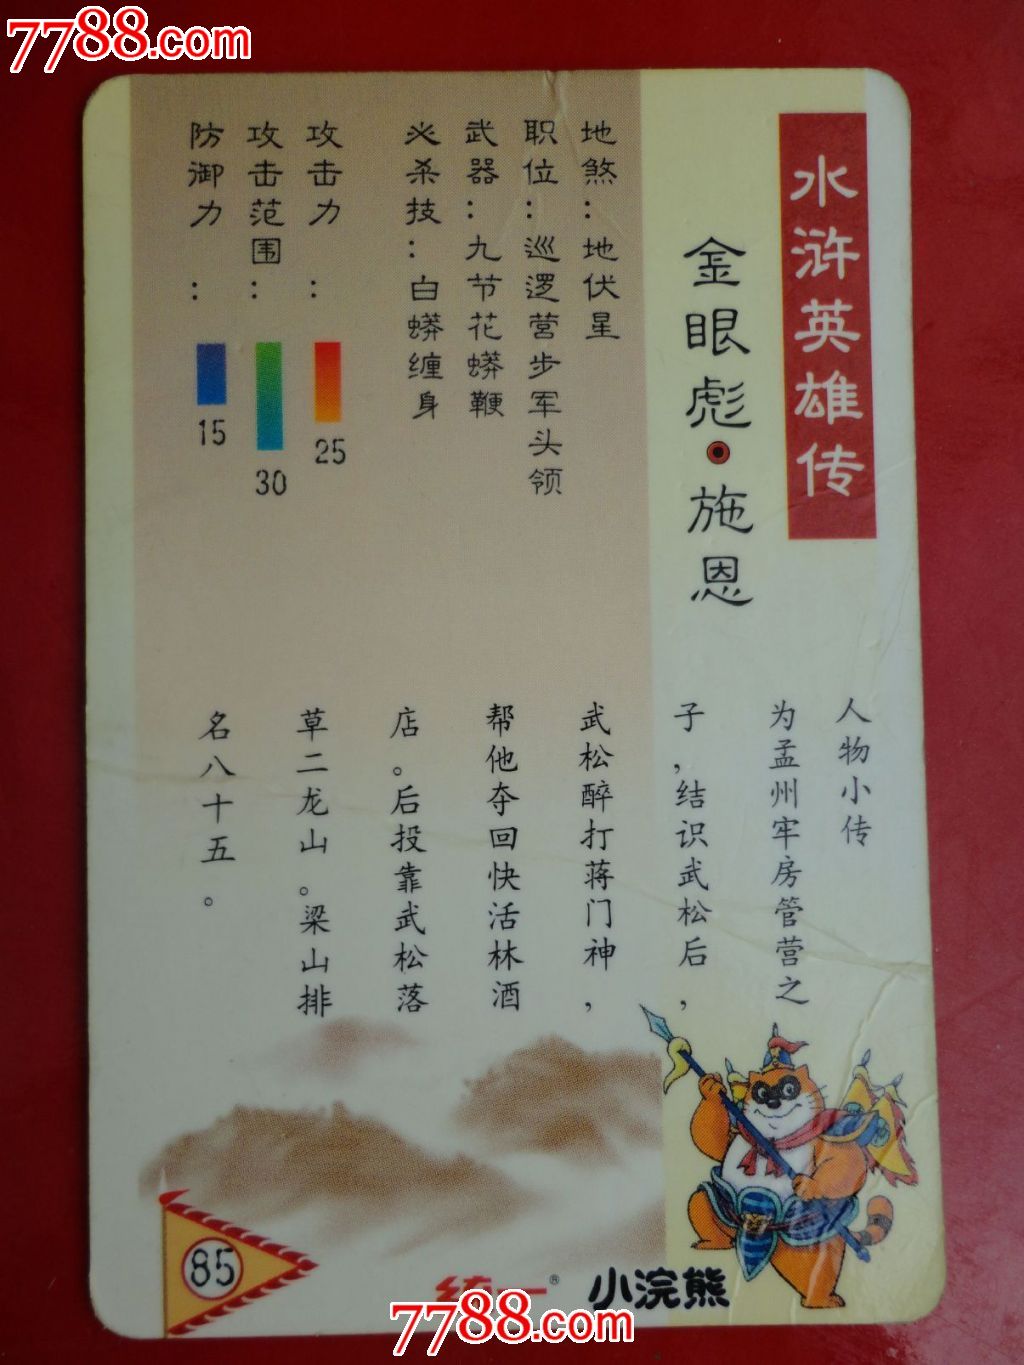 7788.com
水浒英雄传
金眼彪·施恩
地煞：地伏星
职位：巡逻营步军头领
武器：九节花蟒鞭
必杀技：白蟒缠身
攻击力：25
攻击范围：30
防御力：15
人物小传
为孟州牢房管营之
子,结识武松后,
武松醉打蒋门神,
帮他夺回快活林酒
店。后投靠武松落
草二龙山。梁山排
名八十五。
85
统一® 小浣熊
7788.com